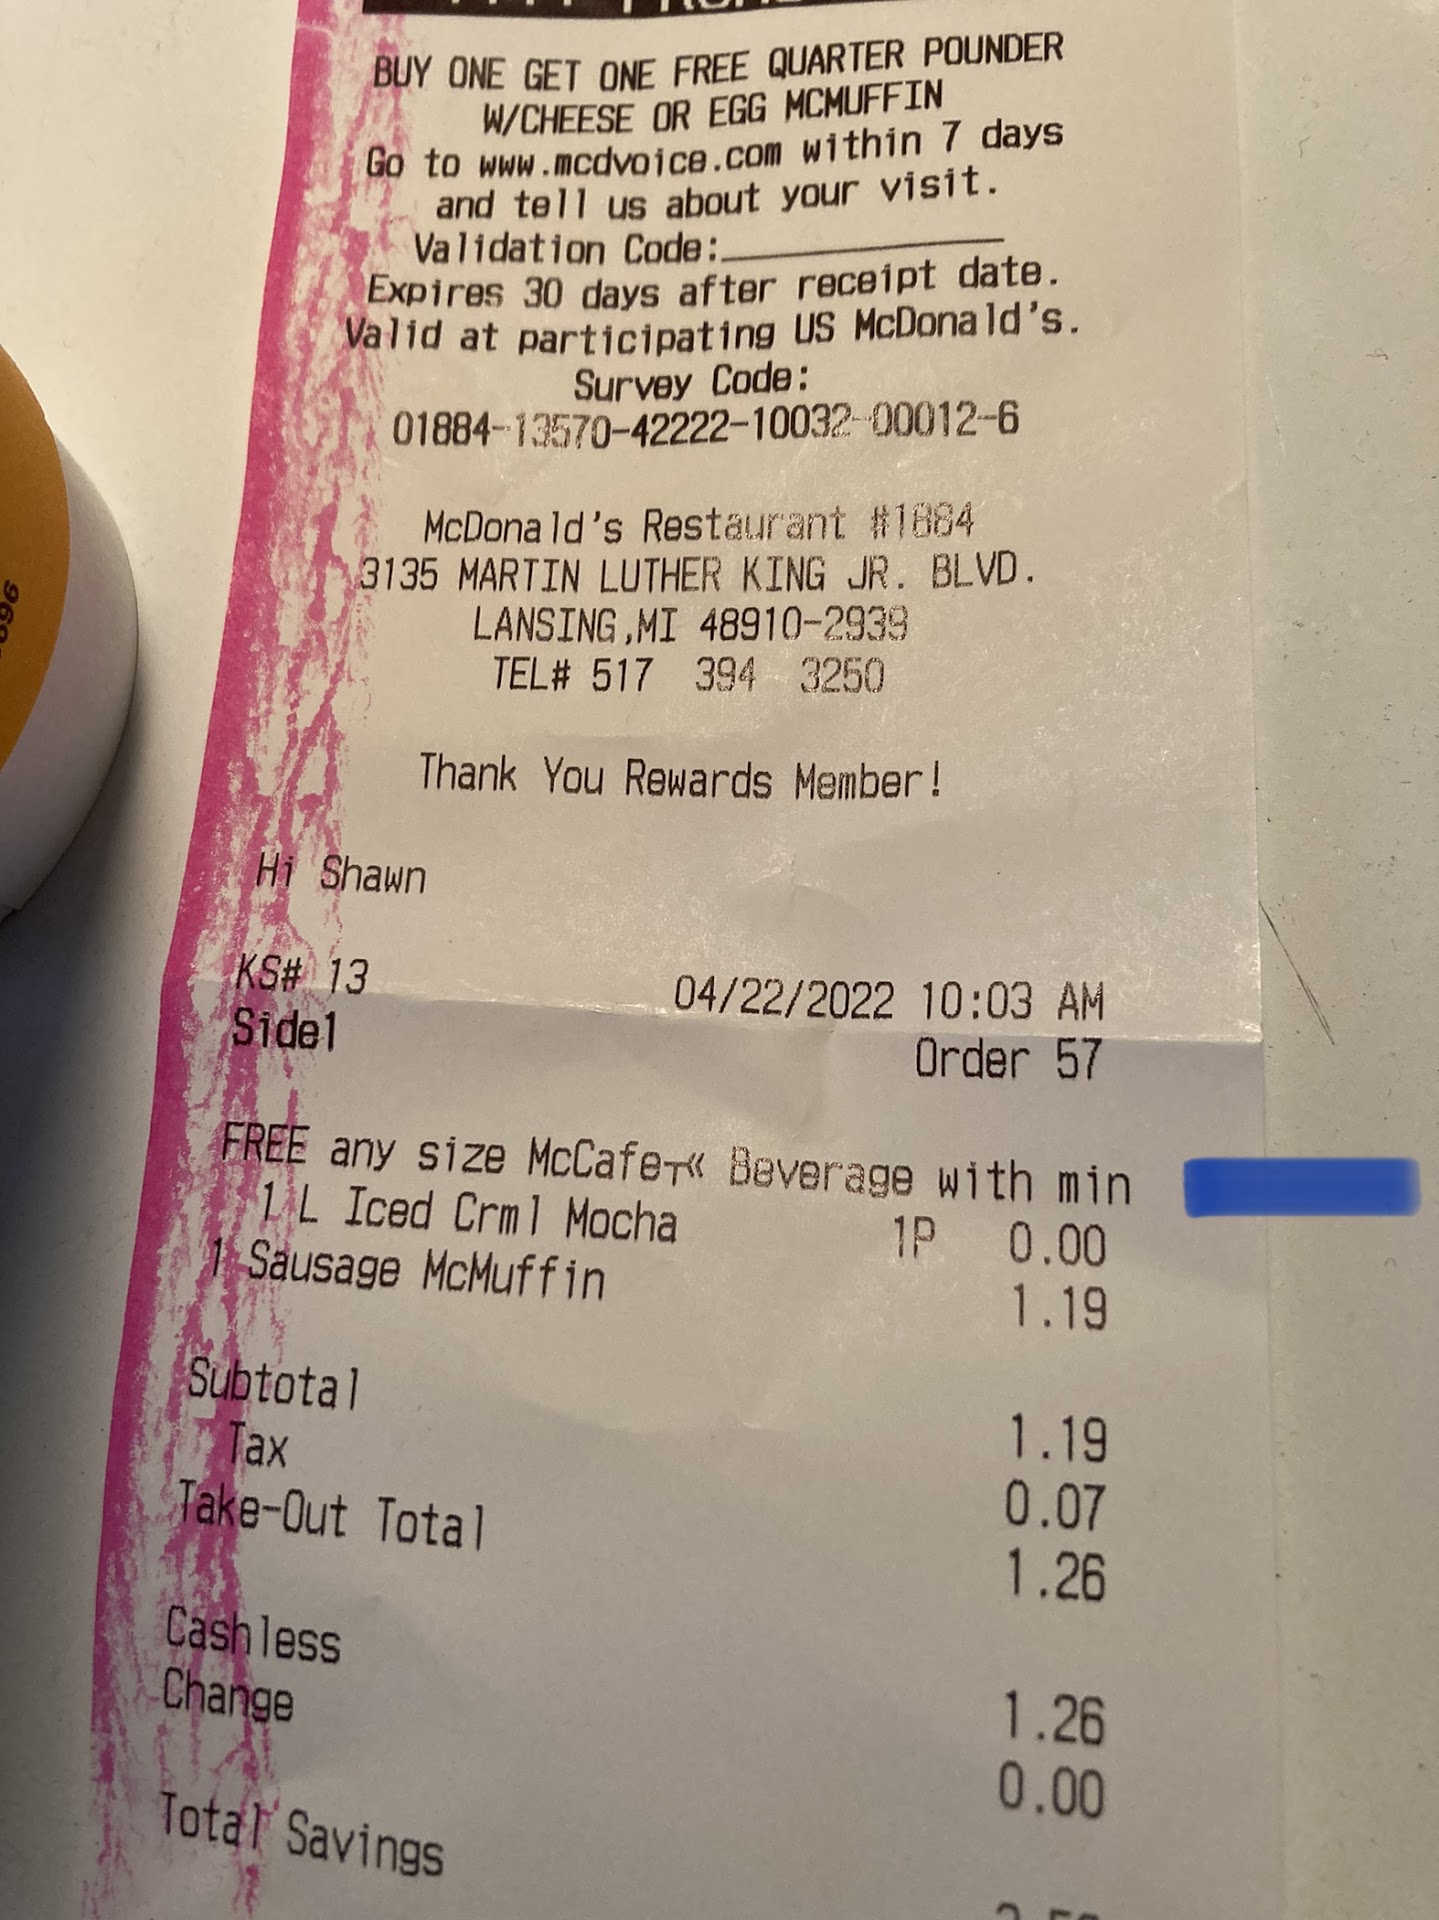 BUY ONE GET ONE FREE QUARTER POUNDER
W/CHEESE OR EGG MCMUFFIN
Go to www.mcdvoice.com within 7 days
and tell us about your visit.
Validation Code:
Expires 30 days after receipt date.
Valid at participating US McDonald's.
Survey Code:
01884-13570-42222-10032-00012-6
McDonald's Restaurant #1884
3135 MARTIN LUTHER KING JR. BLVD.
LANSING,MI 48910-2939
TEL# 517 394 3250
Thank You Rewards Member!
Hi Shawn
KS# 13 04/22/2022 10:03 AM
Side1 Order 57
FREE any size McCafe┬« Beverage with min
1 L Iced Crml Mocha 1P 0.00
1 Sausage McMuffin 1.19
Subtotal 1.19
Tax 0.07
Take-Out Total 1.26
Cashless 1.26
Change 0.00
Total Savings